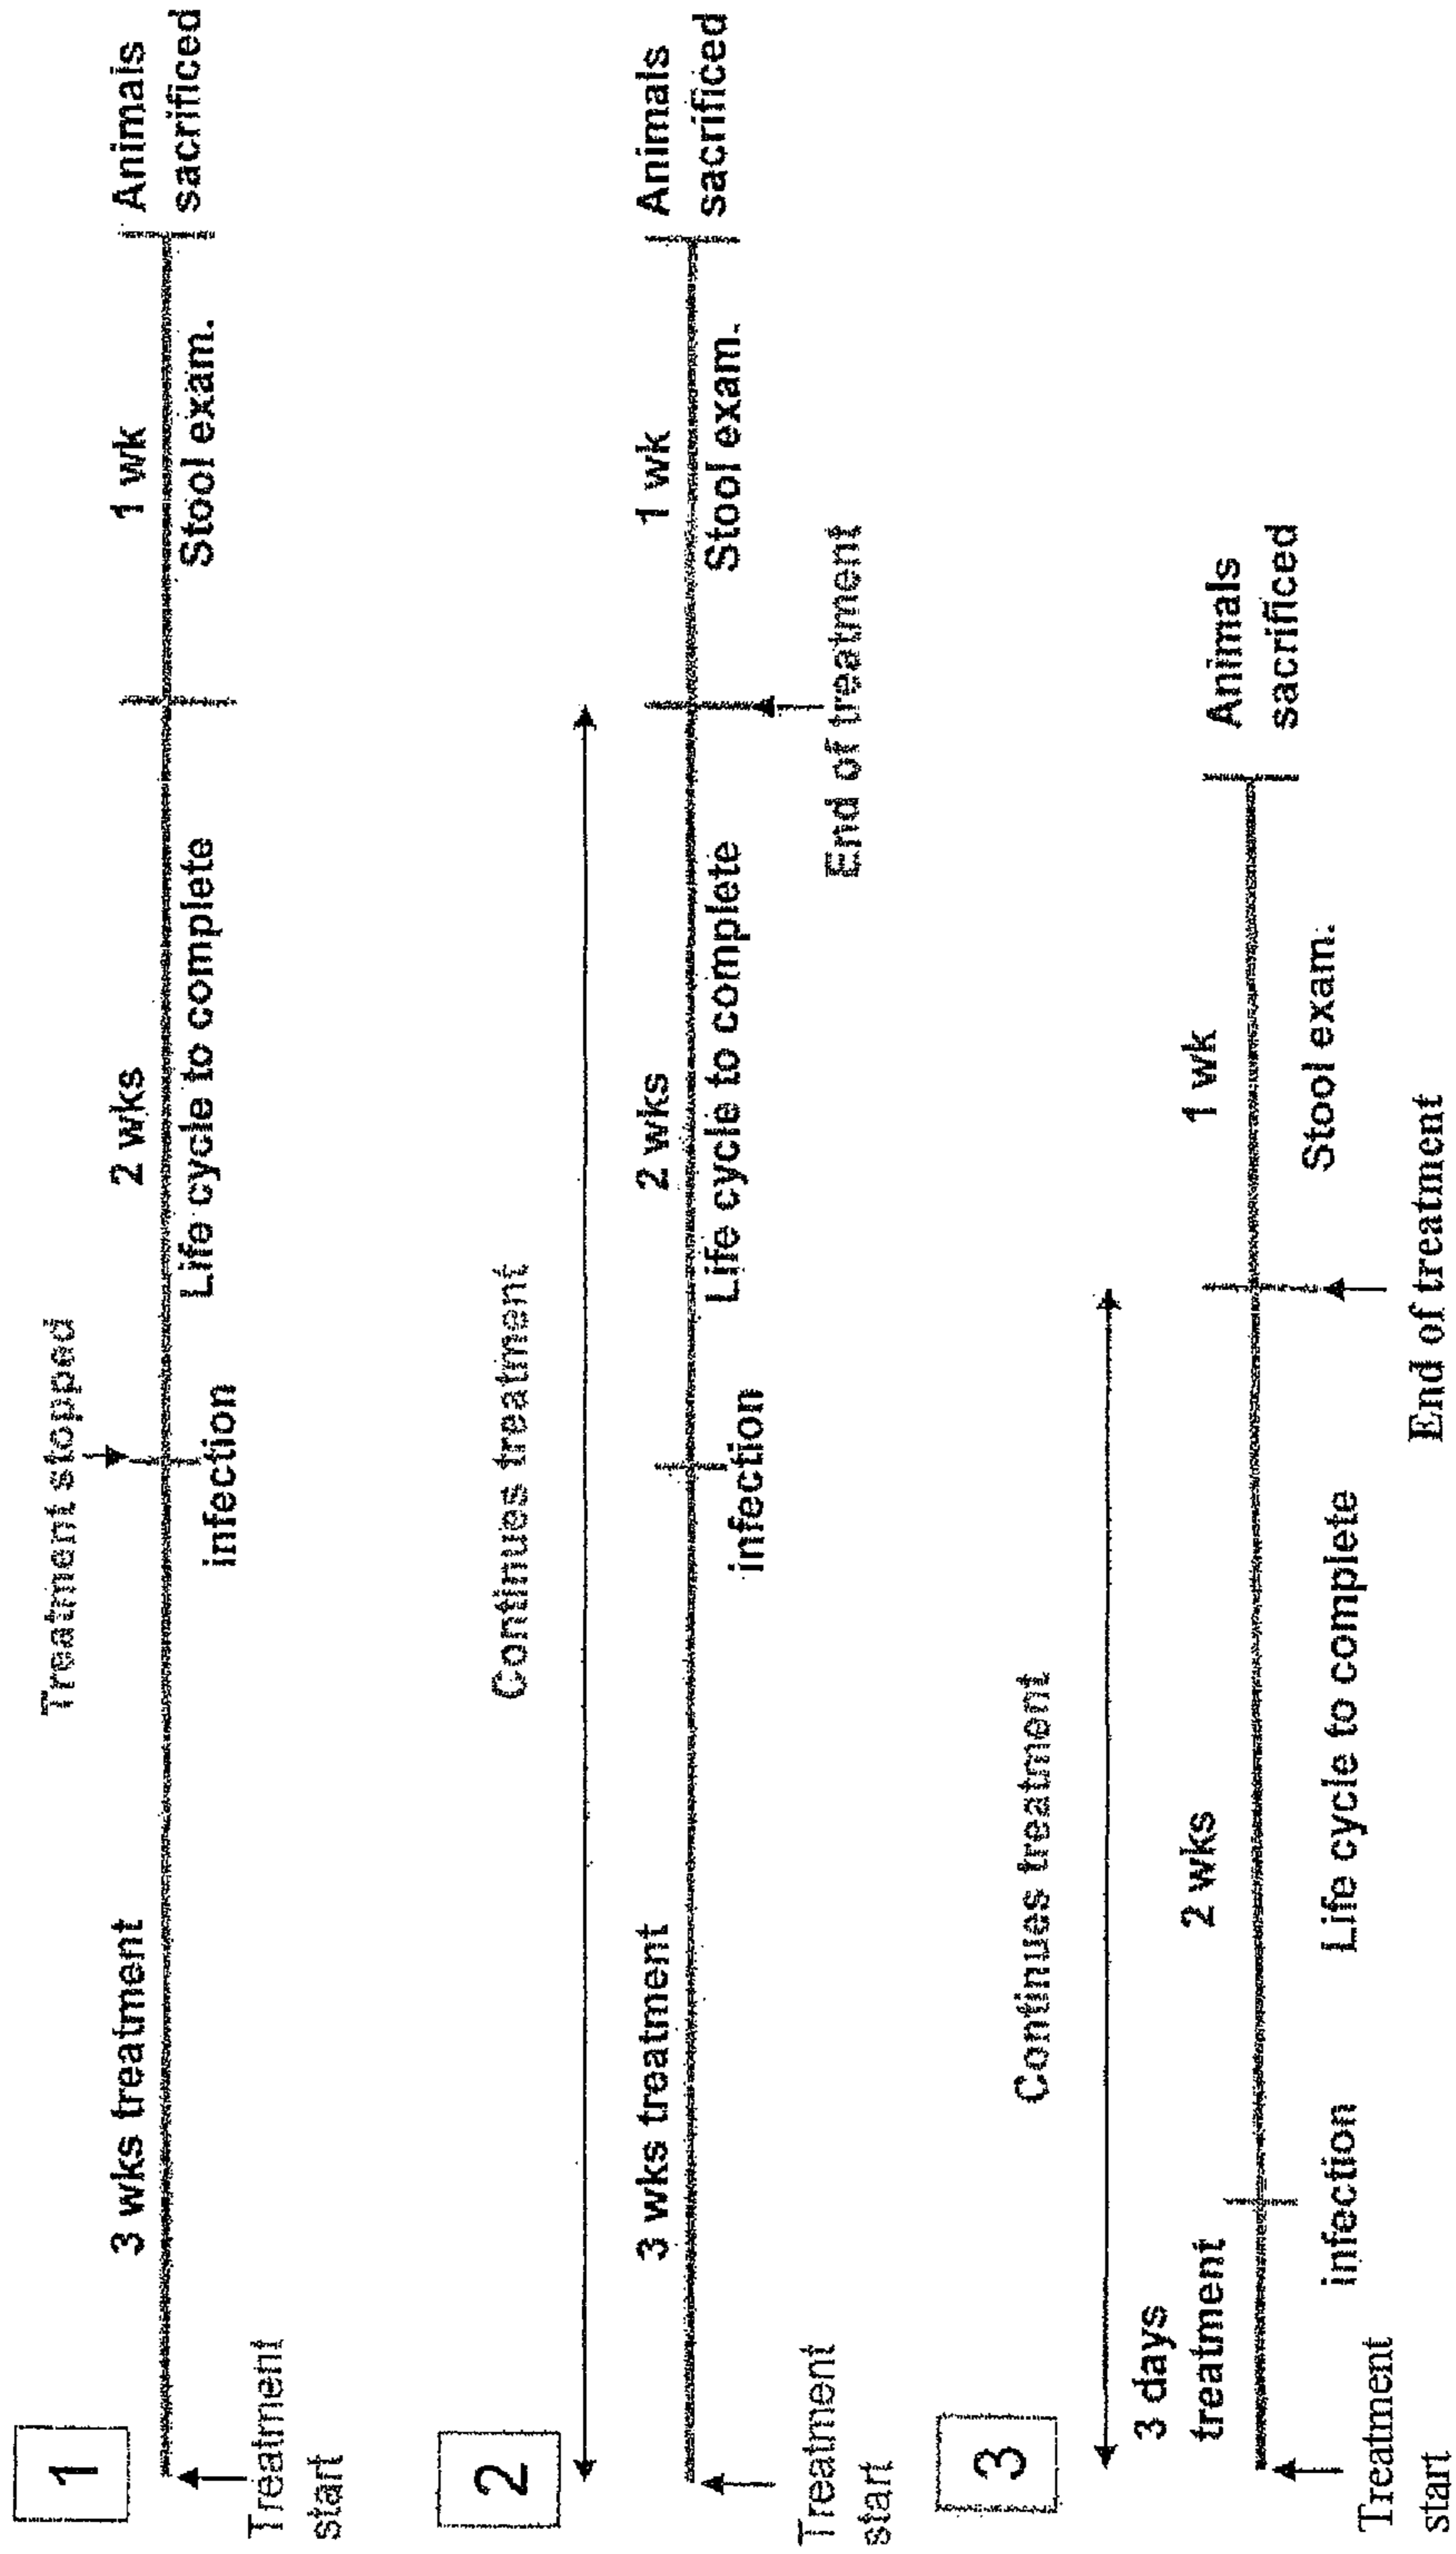 1
Treatment stopped
3 wks treatment
2 wks
1 wk
Animals
sacrificed
infection
Life cycle to complete
Stool exam.
Treatment
start
2
Continues treatment
3 wks treatment
2 wks
1 wk
Animals
sacrificed
infection
Life cycle to complete
Stool exam.
Treatment
start
End of treatment
3
Continues treatment
3 days
treatment
2 wks
1 wk
Animals
sacrificed
infection
Life cycle to complete
Stool exam.
Treatment
start
End of treatment